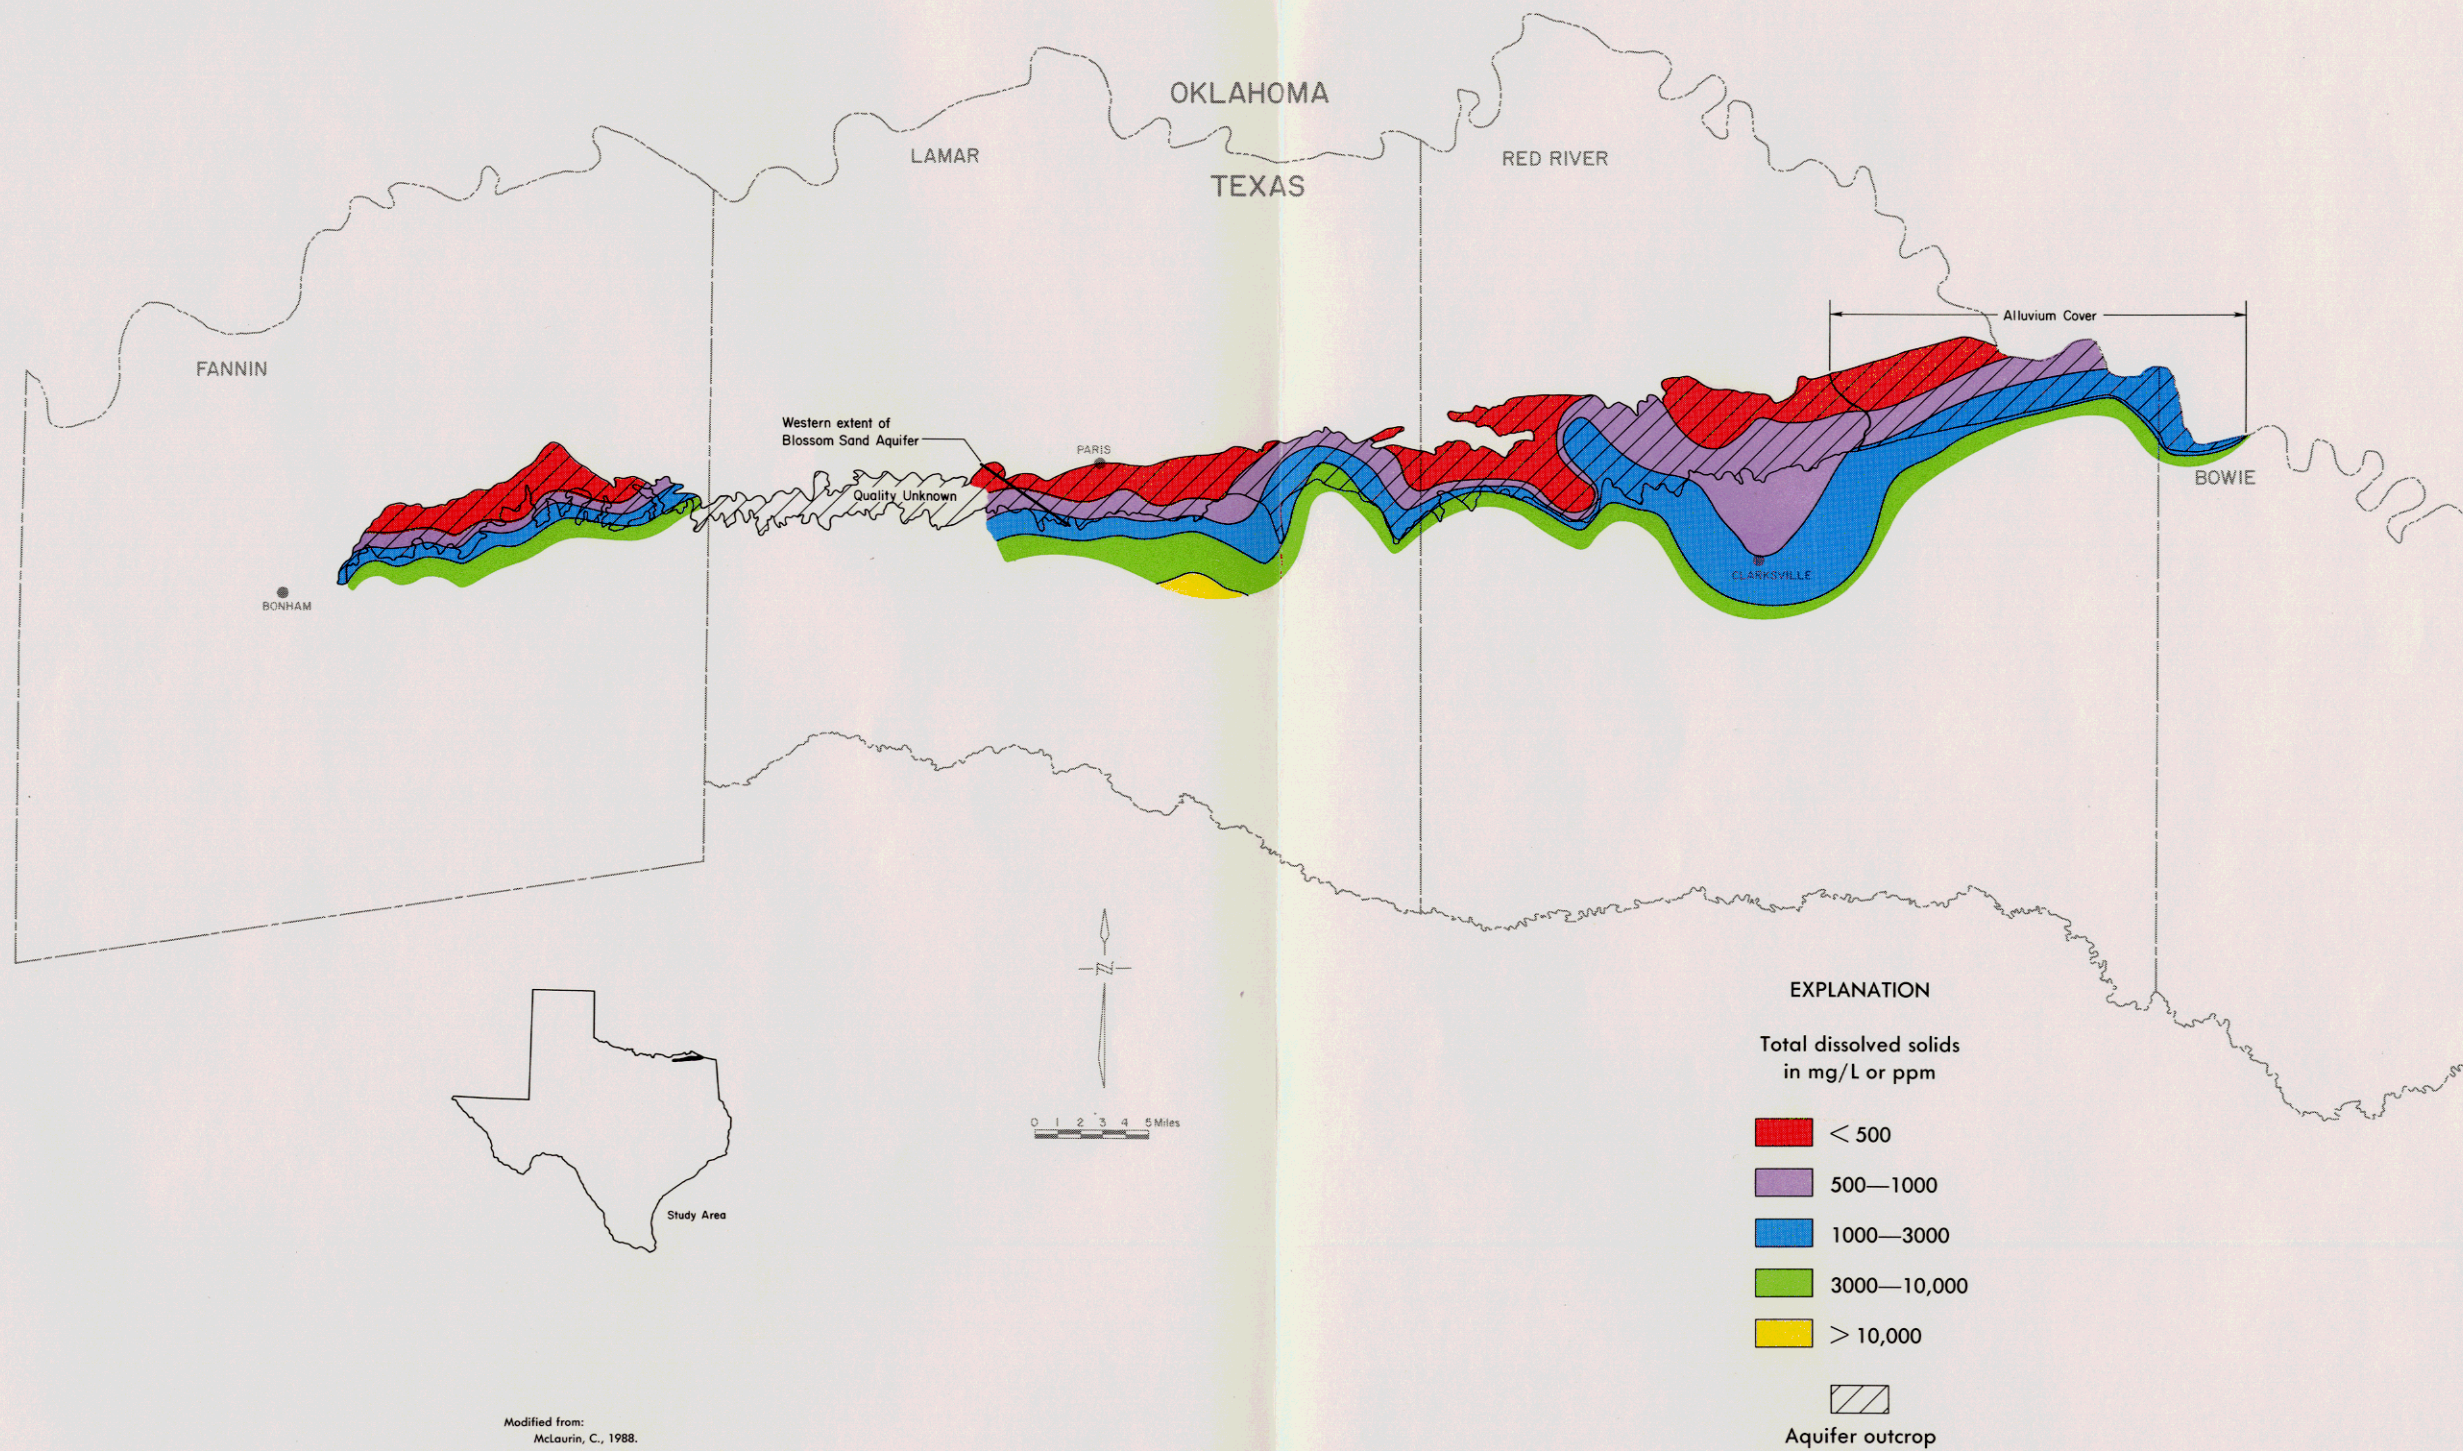 OKLAHOMA
LAMAR
RED RIVER
TEXAS
Alluvium Cover
FANNIN
Western extent of
Blossom Sand Aquifer
PARIS
Quality Unknown
BOWIE
CLARKSVILLE
BONHAM
N
0 1 2 3 4 5 Miles
Study Area
EXPLANATION
Total dissolved solids
in mg/L or ppm
< 500
500—1000
1000—3000
3000—10,000
> 10,000
Aquifer outcrop
Modified from:
McLaurin, C., 1988.